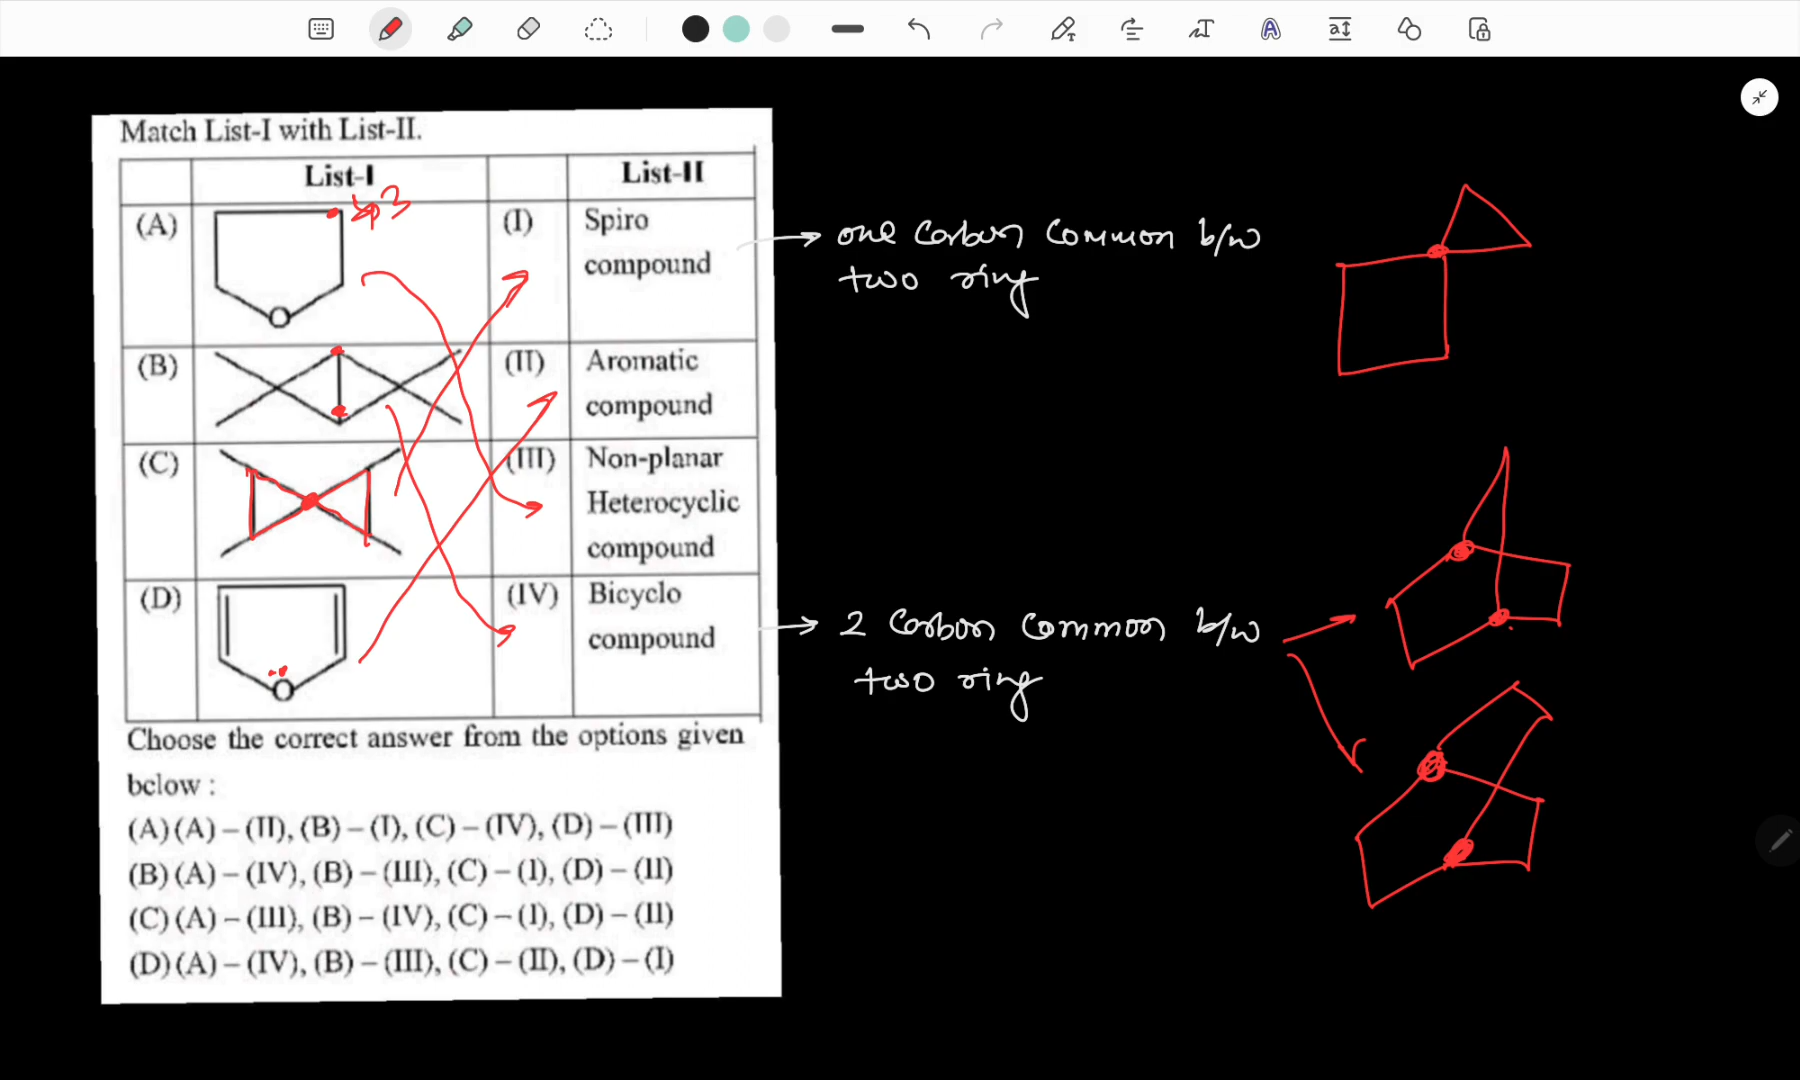 Match List-I with List-II.
List-I List-II
(A) sp3 (I) Spiro compound
O
(B) (II) Aromatic compound
(C) (III) Non-planar Heterocyclic compound
(D) (IV) Bicyclo compound
O
Choose the correct answer from the options given
below :
(A) (A) – (II), (B) – (I), (C) – (IV), (D) – (III)
(B) (A) – (IV), (B) – (III), (C) – (I), (D) – (II)
(C) (A) – (III), (B) – (IV), (C) – (I), (D) – (II)
(D) (A) – (IV), (B) – (III), (C) – (II), (D) – (I)
one Carbon Common b/w
two ring
2 Carbon Common b/w
two ring